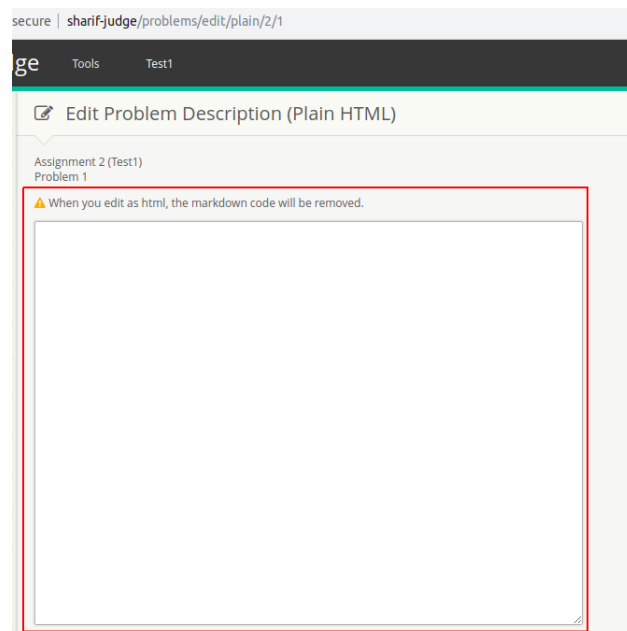 secure | sharif-judge/problems/edit/plain/2/1
ge Tools Test1
Edit Problem Description (Plain HTML)
Assignment 2 (Test1)
Problem 1
When you edit as html, the markdown code will be removed.